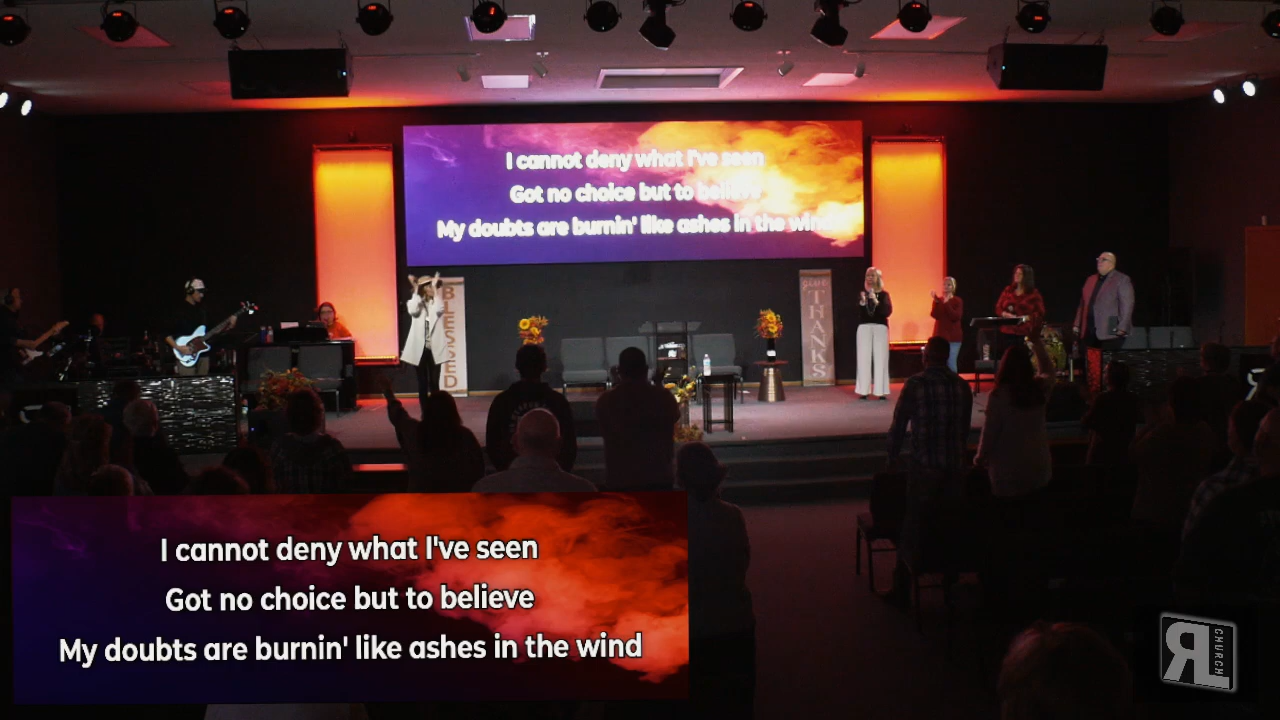 I cannot deny what I've seen
Got no choice but to believe
My doubts are burnin' like ashes in the wind
BLESSED
give
THANKS
I cannot deny what I've seen
Got no choice but to believe
My doubts are burnin' like ashes in the wind
RL
CHURCH